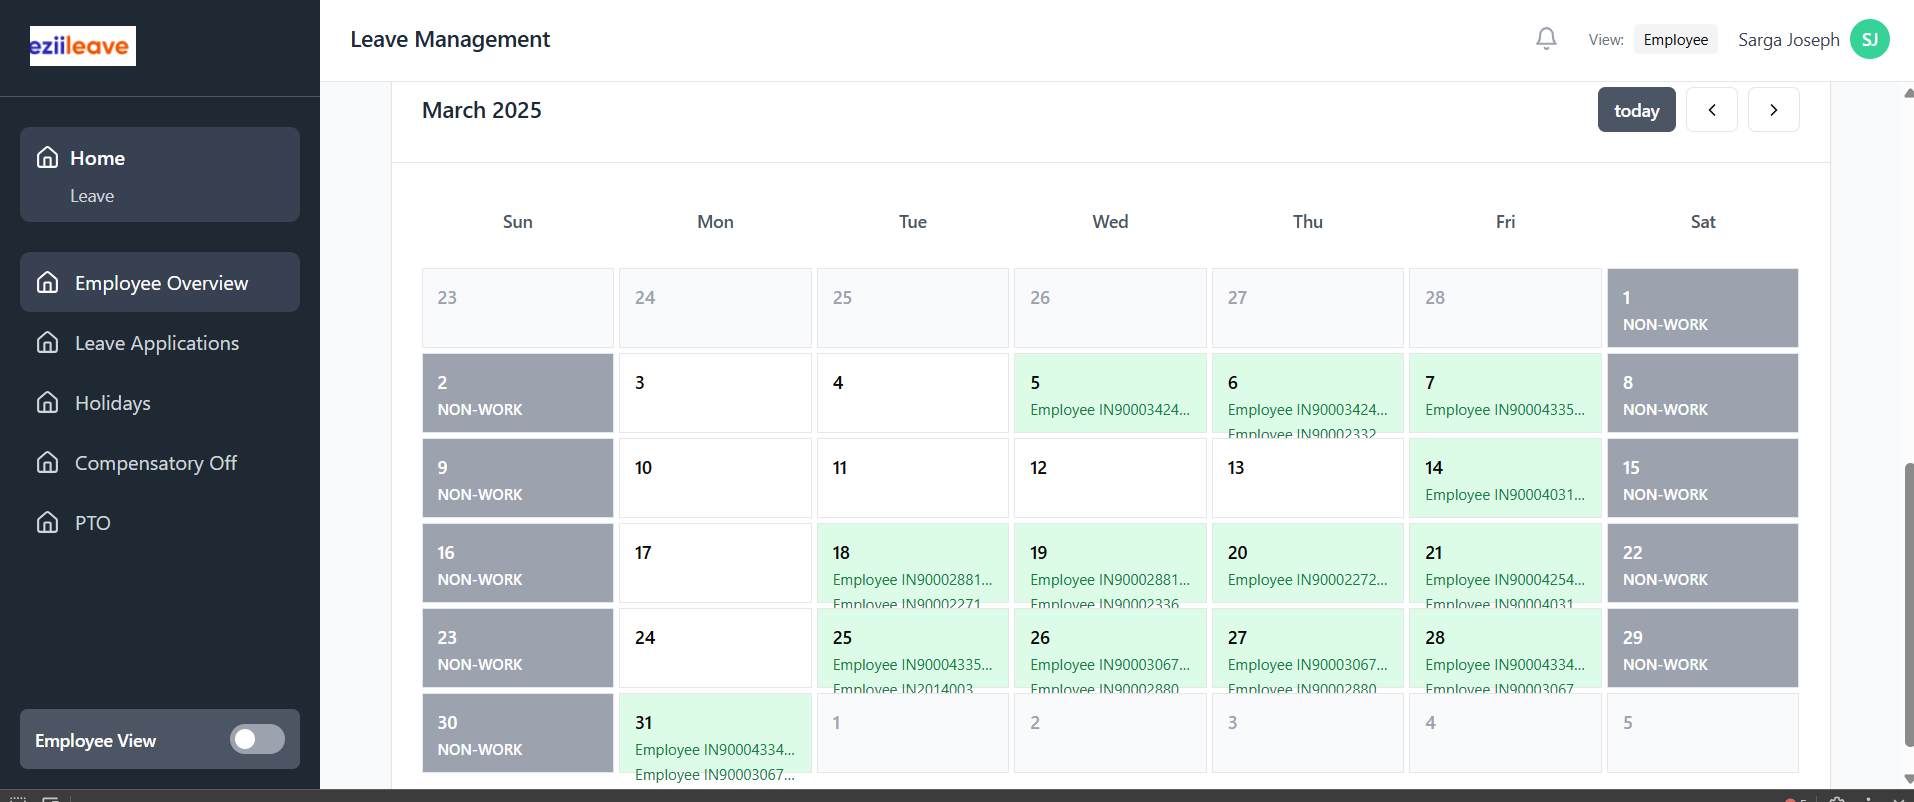 eziileave
Leave Management
View:
Employee
Sarga Joseph
SJ
Home
Leave
Employee Overview
Leave Applications
Holidays
Compensatory Off
PTO
Employee View
March 2025
today
Sun Mon Tue Wed Thu Fri Sat
23 24 25 26 27 28 1
NON-WORK
2 3 4 5 6 7 8
NON-WORK Employee IN90003424... Employee IN90003424... Employee IN90004335... NON-WORK
Employee IN90002332
9 10 11 12 13 14 15
NON-WORK Employee IN90004031... NON-WORK
16 17 18 19 20 21 22
NON-WORK Employee IN90002881... Employee IN90002881... Employee IN90002272... Employee IN90004254... NON-WORK
Employee IN90002271 Employee IN90002336 Employee IN90004031
23 24 25 26 27 28 29
NON-WORK Employee IN90004335... Employee IN90003067... Employee IN90003067... Employee IN90004334... NON-WORK
Employee IN2014003 Employee IN90002880 Employee IN90002880 Employee IN90003067
30 31 1 2 3 4 5
NON-WORK Employee IN90004334...
Employee IN90003067...